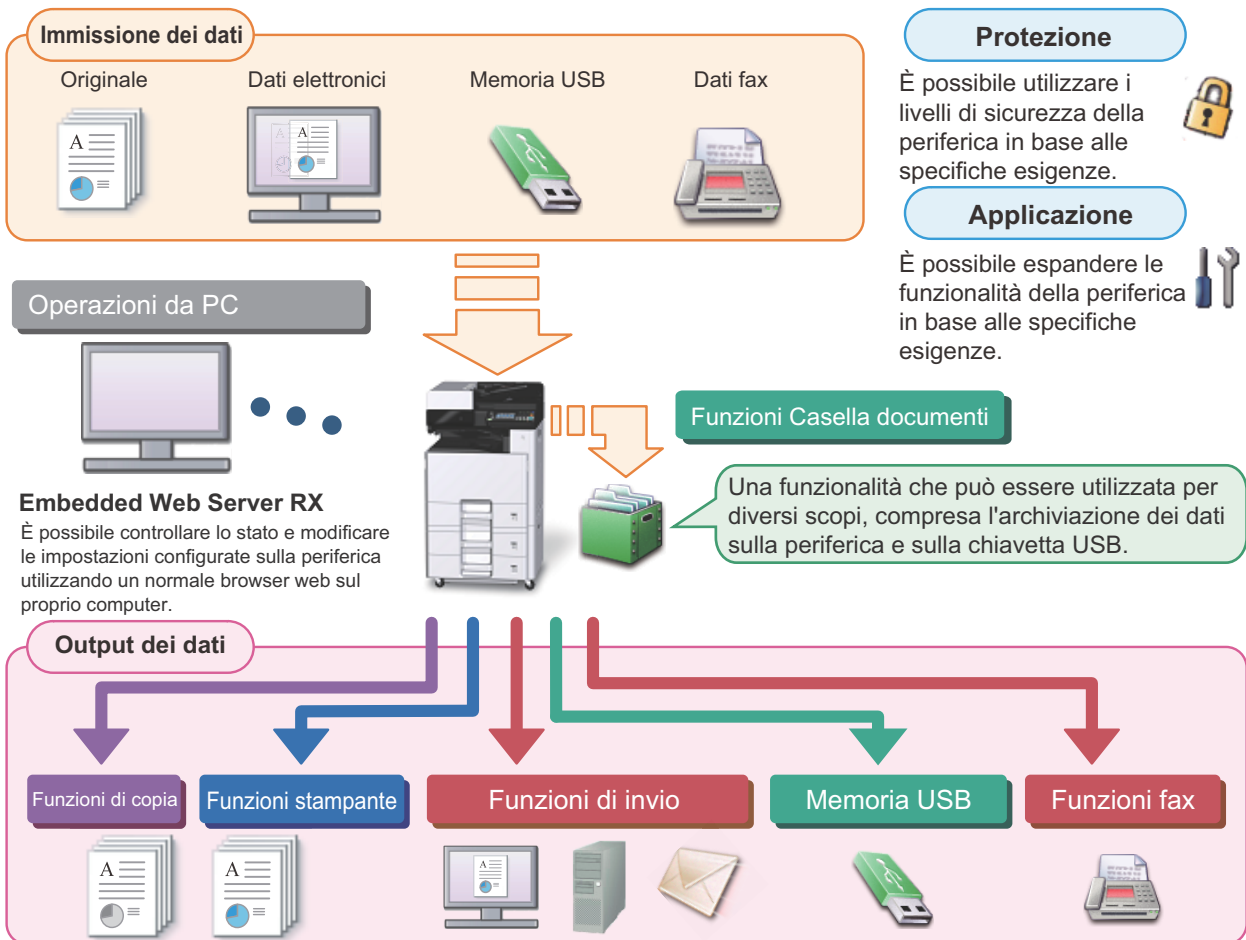 Immissione dei dati
Originale
Dati elettronici
Memoria USB
Dati fax
Protezione
È possibile utilizzare i
livelli di sicurezza della
periferica in base alle
specifiche esigenze.
Applicazione
È possibile espandere le
funzionalità della periferica
in base alle specifiche
esigenze.
Operazioni da PC
Embedded Web Server RX
È possibile controllare lo stato e modificare
le impostazioni configurate sulla periferica
utilizzando un normale browser web sul
proprio computer.
Funzioni Casella documenti
Una funzionalità che può essere utilizzata per
diversi scopi, compresa l'archiviazione dei dati
sulla periferica e sulla chiavetta USB.
Output dei dati
Funzioni di copia
Funzioni stampante
Funzioni di invio
Memoria USB
Funzioni fax